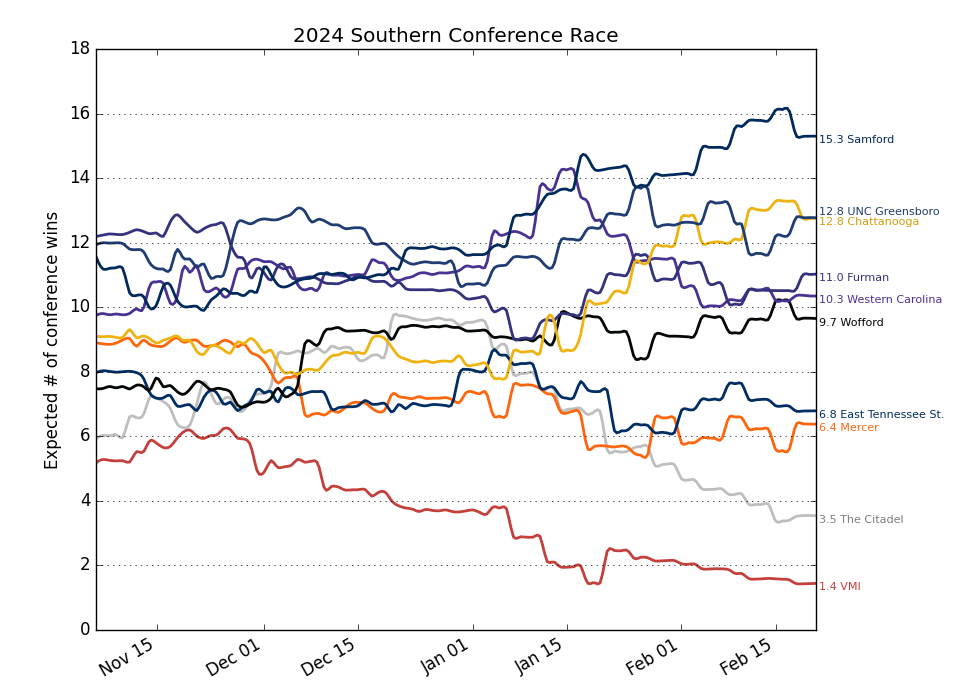 2024 Southern Conference Race
Expected # of conference wins
18
16
14
12
10
8
6
4
2
0
Nov 15
Dec 01
Dec 15
Jan 01
Jan 15
Feb 01
Feb 15
15.3 Samford
12.8 UNC Greensboro
12.8 Chattanooga
11.0 Furman
10.3 Western Carolina
9.7 Wofford
6.8 East Tennessee St.
6.4 Mercer
3.5 The Citadel
1.4 VMI